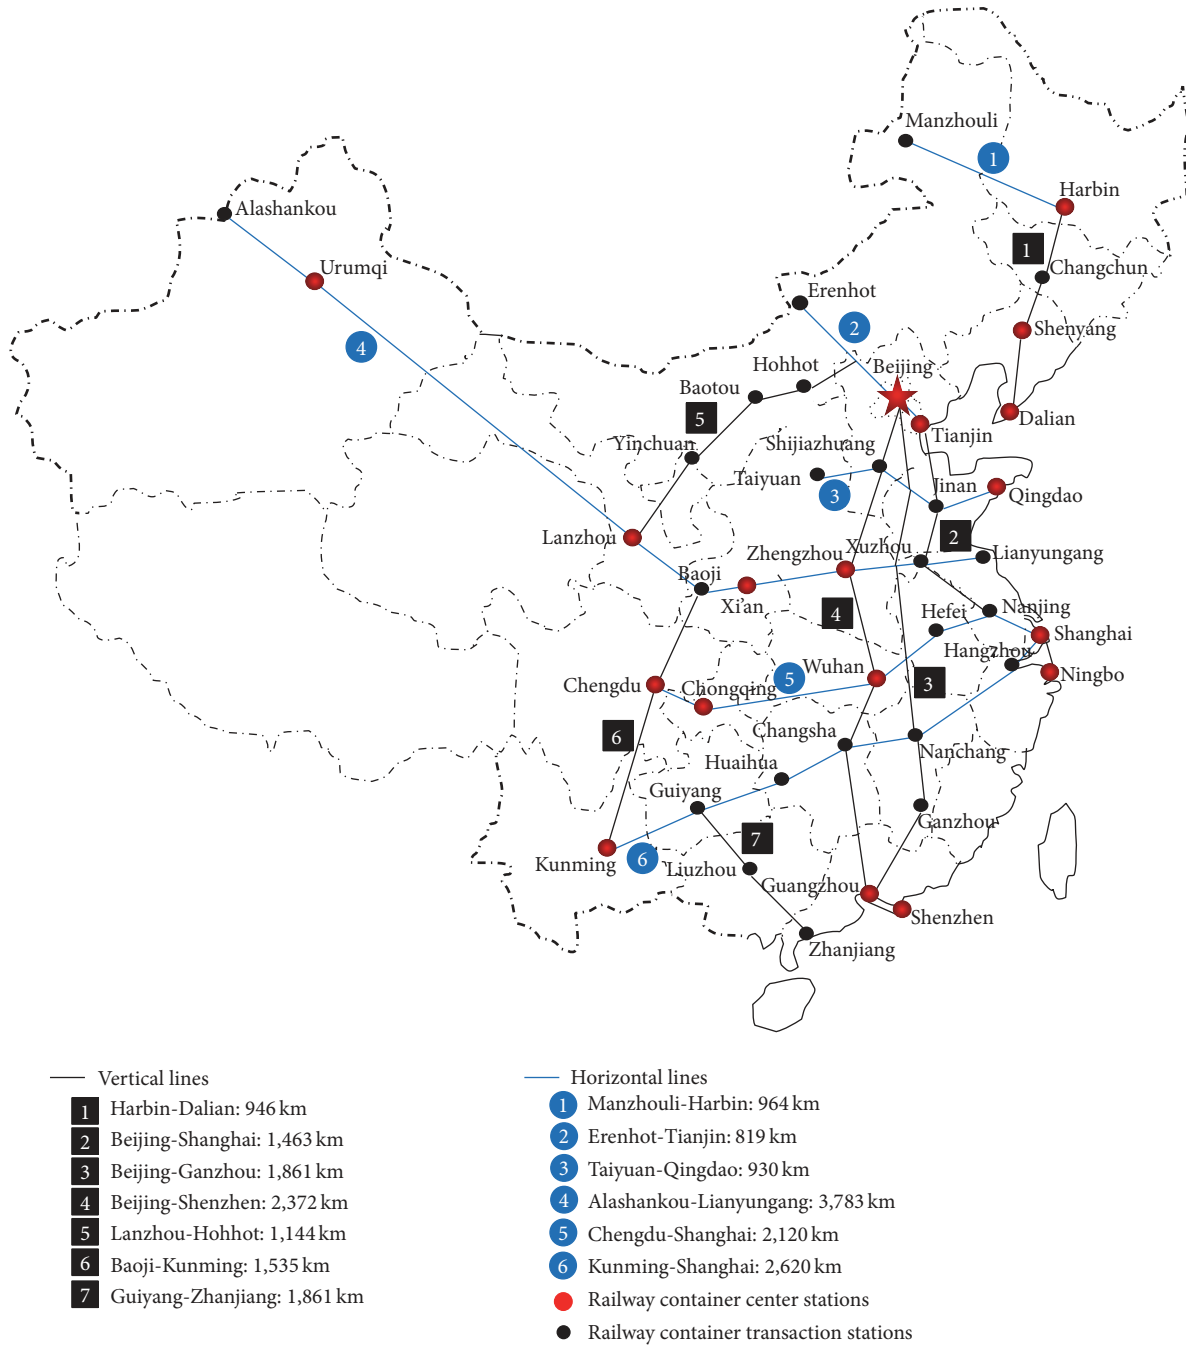 Manzhouli
1
Harbin
Alashankou
1
Changchun
Urumqi
Erenhot
2
Shenyang
4
Hohhot
Beijing
Baotou
5
Dalian
Yinchuan
Shijiazhuang
Tianjin
Taiyuan
3
Jinan
Qingdao
Lanzhou
Zhengzhou
Xuzhou
2
Lianyungang
Baoji
Xi'an
4
Hefei
Nanjing
Shanghai
Hangzhou
Wuhan
5
3
Ningbo
Chengdu
Chongqing
6
Changsha
Nanchang
Huaihua
Guiyang
Ganzhou
7
Kunming
6
Liuzhou
Guangzhou
Shenzhen
Zhanjiang
Vertical lines
1 Harbin-Dalian: 946 km
2 Beijing-Shanghai: 1,463 km
3 Beijing-Ganzhou: 1,861 km
4 Beijing-Shenzhen: 2,372 km
5 Lanzhou-Hohhot: 1,144 km
6 Baoji-Kunming: 1,535 km
7 Guiyang-Zhanjiang: 1,861 km
Horizontal lines
1 Manzhouli-Harbin: 964 km
2 Erenhot-Tianjin: 819 km
3 Taiyuan-Qingdao: 930 km
4 Alashankou-Lianyungang: 3,783 km
5 Chengdu-Shanghai: 2,120 km
6 Kunming-Shanghai: 2,620 km
Railway container center stations
Railway container transaction stations